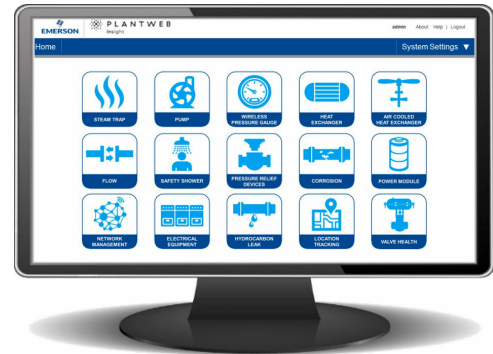 EMERSON
PLANTWEB
Insight
admin About Help | Logout
Home
System Settings ▼
STEAM TRAP
PUMP
WIRELESS
PRESSURE GAUGE
HEAT
EXCHANGER
AIR COOLED
HEAT EXCHANGER
FLOW
SAFETY SHOWER
PRESSURE RELIEF
DEVICES
CORROSION
POWER MODULE
NETWORK
MANAGEMENT
ELECTRICAL
EQUIPMENT
HYDROCARBON
LEAK
LOCATION
TRACKING
VALVE HEALTH